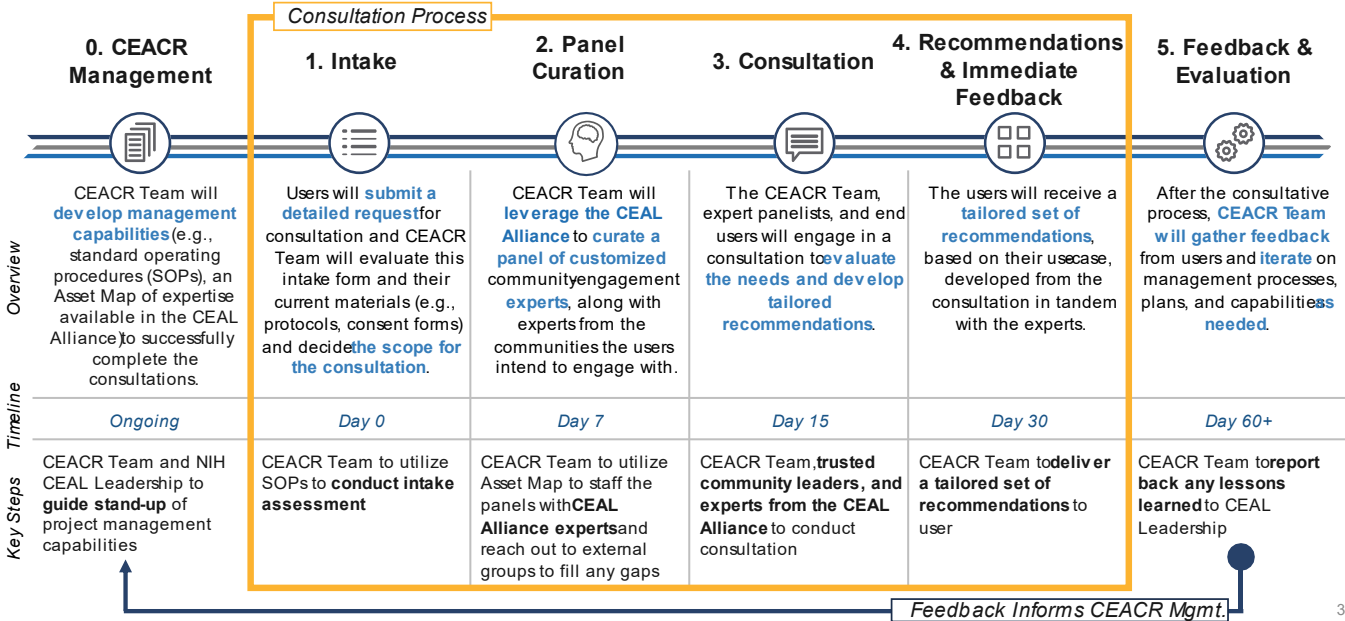 Consultation Process
0. CEACR
Management
1. Intake
2. Panel
Curation
3. Consultation
4. Recommendations
& Immediate
Feedback
5. Feedback &
Evaluation
Overview
CEACR Team will
develop management
capabilities (e.g.,
standard operating
procedures (SOPs), an
Asset Map of expertise
available in the CEAL
Alliance) to successfully
complete the
consultations.
Users will submit a
detailed request for
consultation and CEACR
Team will evaluate this
intake form and their
current materials (e.g.,
protocols, consent forms)
and decide the scope for
the consultation.
CEACR Team will
leverage the CEAL
Alliance to curate a
panel of customized
community-engagement
experts, along with
experts from the
communities the users
intend to engage with.
The CEACR Team,
expert panelists, and end
users will engage in a
consultation to evaluate
the needs and develop
tailored
recommendations.
The users will receive a
tailored set of
recommendations,
based on their usecase,
developed from the
consultation in tandem
with the experts.
After the consultative
process, CEACR Team
will gather feedback
from users and iterate on
management processes,
plans, and capabilities as
needed.
Timeline
Ongoing
Day 0
Day 7
Day 15
Day 30
Day 60+
Key Steps
CEACR Team and NIH
CEAL Leadership to
guide stand-up of
project management
capabilities
CEACR Team to utilize
SOPs to conduct intake
assessment
CEACR Team to utilize
Asset Map to staff the
panels with CEAL
Alliance experts and
reach out to external
groups to fill any gaps
CEACR Team, trusted
community leaders, and
experts from the CEAL
Alliance to conduct
consultation
CEACR Team to deliver
a tailored set of
recommendations to
user
CEACR Team to report
back any lessons
learned to CEAL
Leadership
Feedback Informs CEACR Mgmt.
3